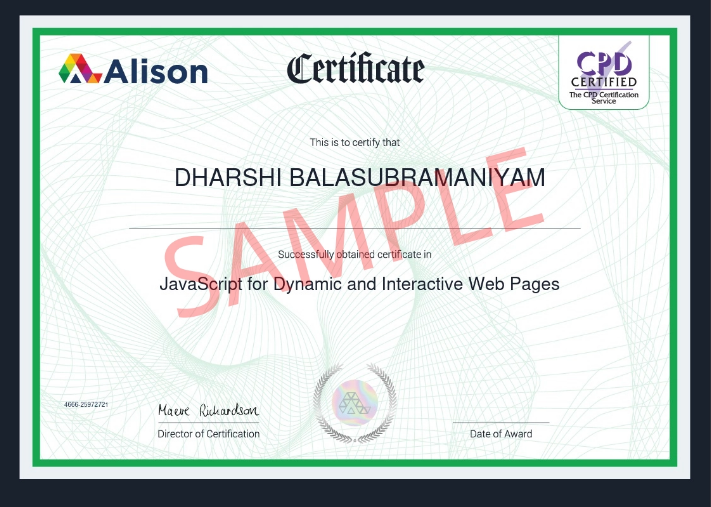 Alison
Certificate
CPD
CERTIFIED
The CPD Certification
Service
This is to certify that
DHARSHI BALASUBRAMANIYAM
SAMPLE
Successfully obtained certificate in
JavaScript for Dynamic and Interactive Web Pages
4666-25972721
Maeve Richardson
Director of Certification
Date of Award